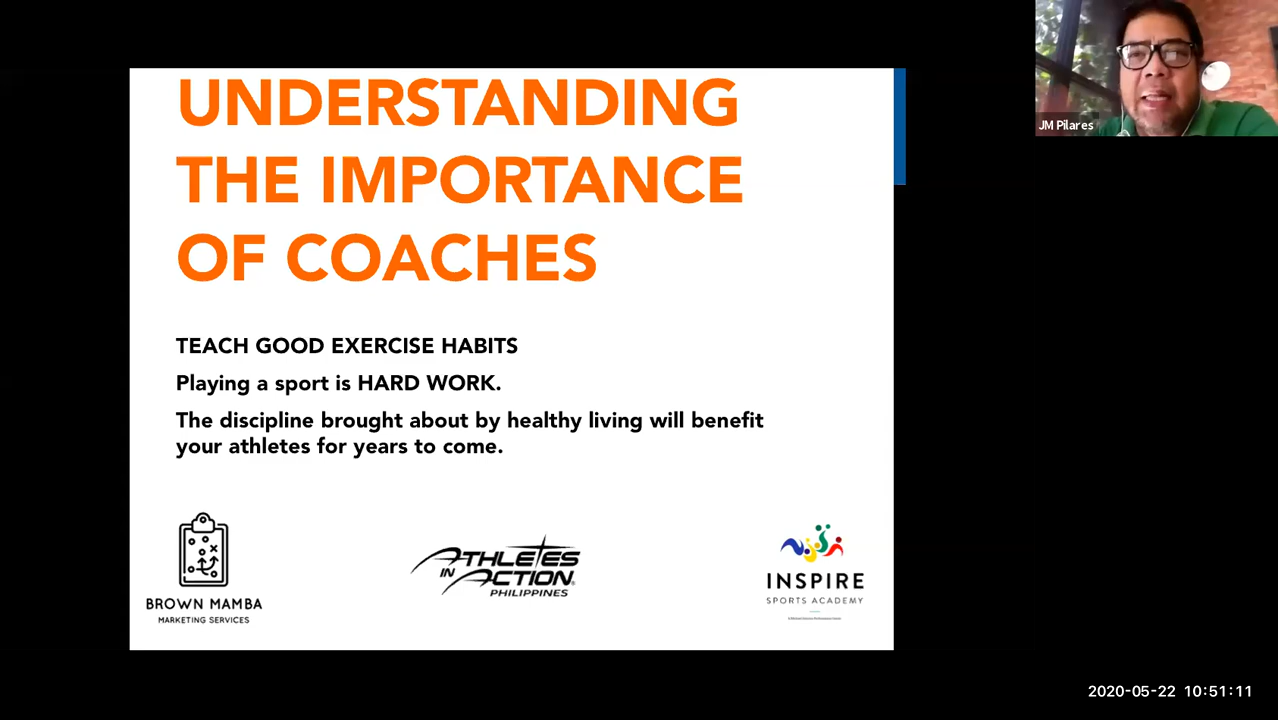 UNDERSTANDING
THE IMPORTANCE
OF COACHES
TEACH GOOD EXERCISE HABITS
Playing a sport is HARD WORK.
The discipline brought about by healthy living will benefit
your athletes for years to come.
BROWN MAMBA
MARKETING SERVICES
ATHLETES
IN ACTION
PHILIPPINES
INSPIRE
SPORTS ACADEMY
JM Pilares
2020-05-22 10:51:11